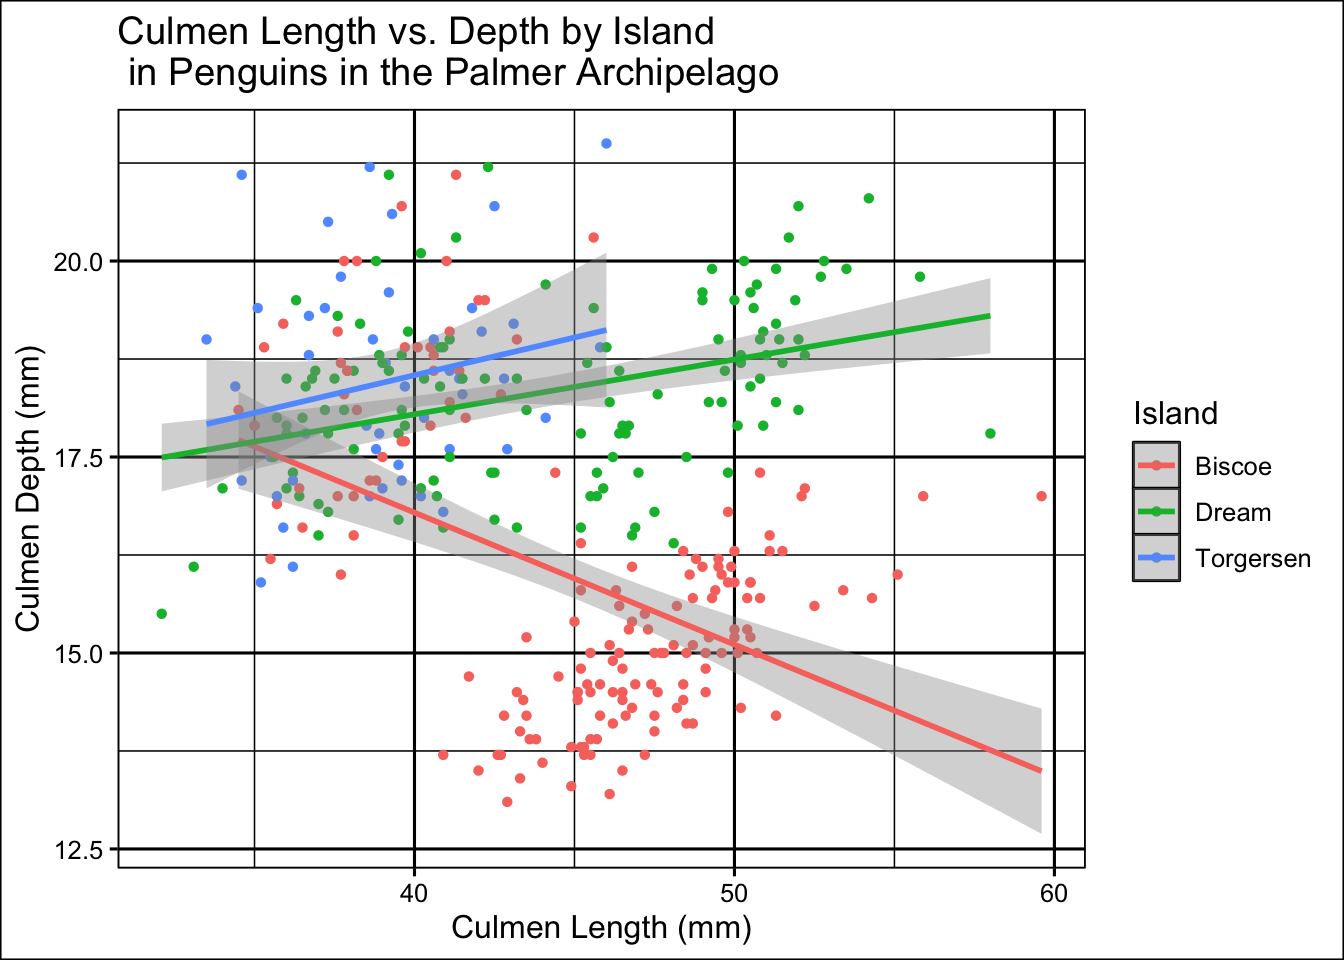 Culmen Length vs. Depth by Island
in Penguins in the Palmer Archipelago
20.0
17.5
15.0
12.5
Culmen Depth (mm)
40
50
60
Culmen Length (mm)
Island
Biscoe
Dream
Torgersen